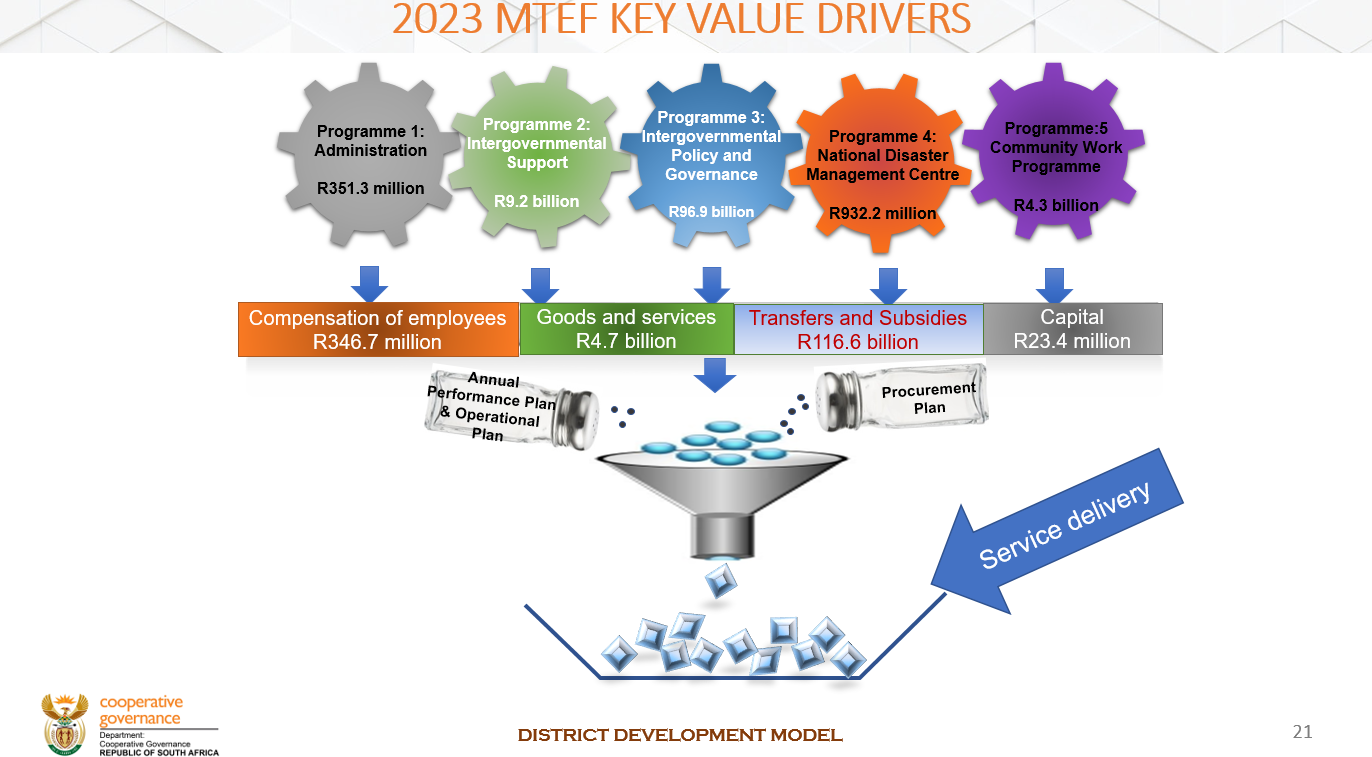 2023 MTEF KEY VALUE DRIVERS
Programme 1:
Administration
R351.3 million
Programme 2:
Intergovernmental
Support
R9.2 billion
Programme 3:
Intergovernmental
Policy and
Governance
R96.9 billion
Programme 4:
National Disaster
Management Centre
R932.2 million
Programme:5
Community Work
Programme
R4.3 billion
Compensation of employees
R346.7 million
Goods and services
R4.7 billion
Transfers and Subsidies
R116.6 billion
Capital
R23.4 million
Annual
Performance Plan
& Operational
Plan
Procurement
Plan
Service delivery
cooperative
governance
Department:
Cooperative Governance
REPUBLIC OF SOUTH AFRICA
DISTRICT DEVELOPMENT MODEL
21